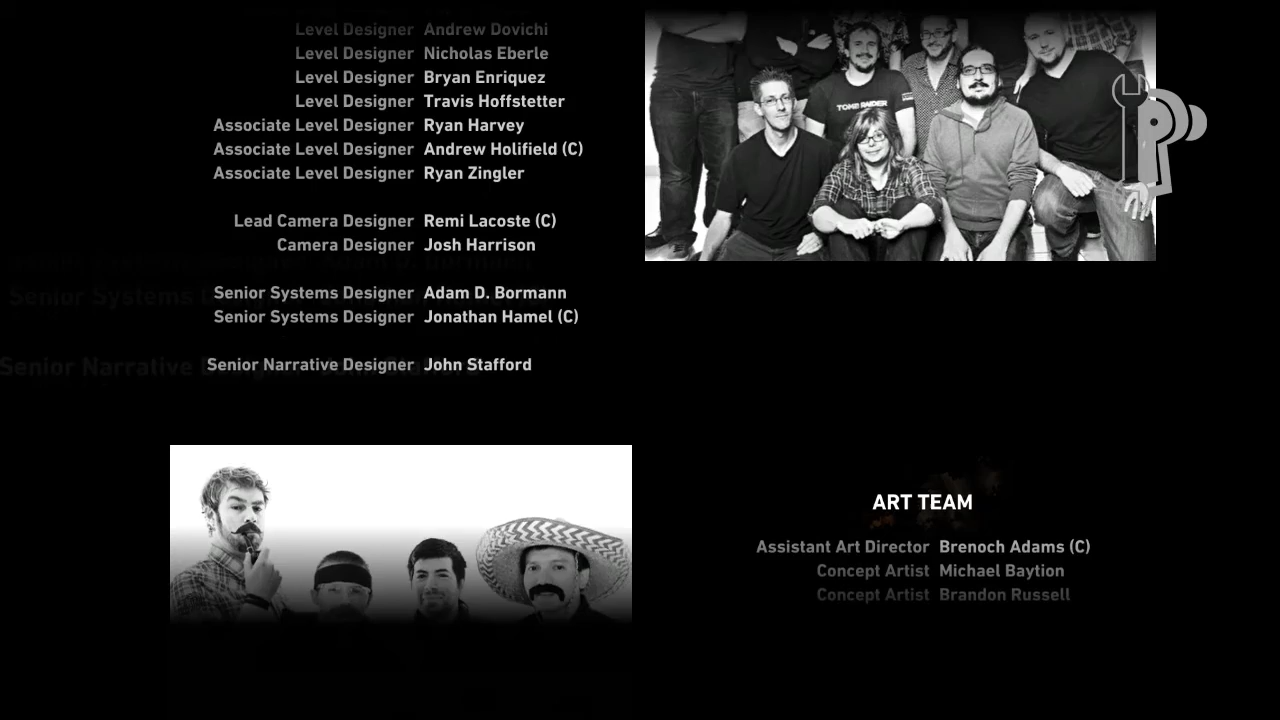 Level Designer Andrew Dovichi
Level Designer Nicholas Eberle
Level Designer Bryan Enriquez
Level Designer Travis Hoffstetter
Associate Level Designer Ryan Harvey
Associate Level Designer Andrew Holifield (C)
Associate Level Designer Ryan Zingler
Lead Camera Designer Remi Lacoste (C)
Camera Designer Josh Harrison
Senior Systems Designer Adam D. Bormann
Senior Systems Designer Jonathan Hamel (C)
Senior Narrative Designer John Stafford
TOMB RAIDER
ART TEAM
Assistant Art Director Brenoch Adams (C)
Concept Artist Michael Baytion
Concept Artist Brandon Russell